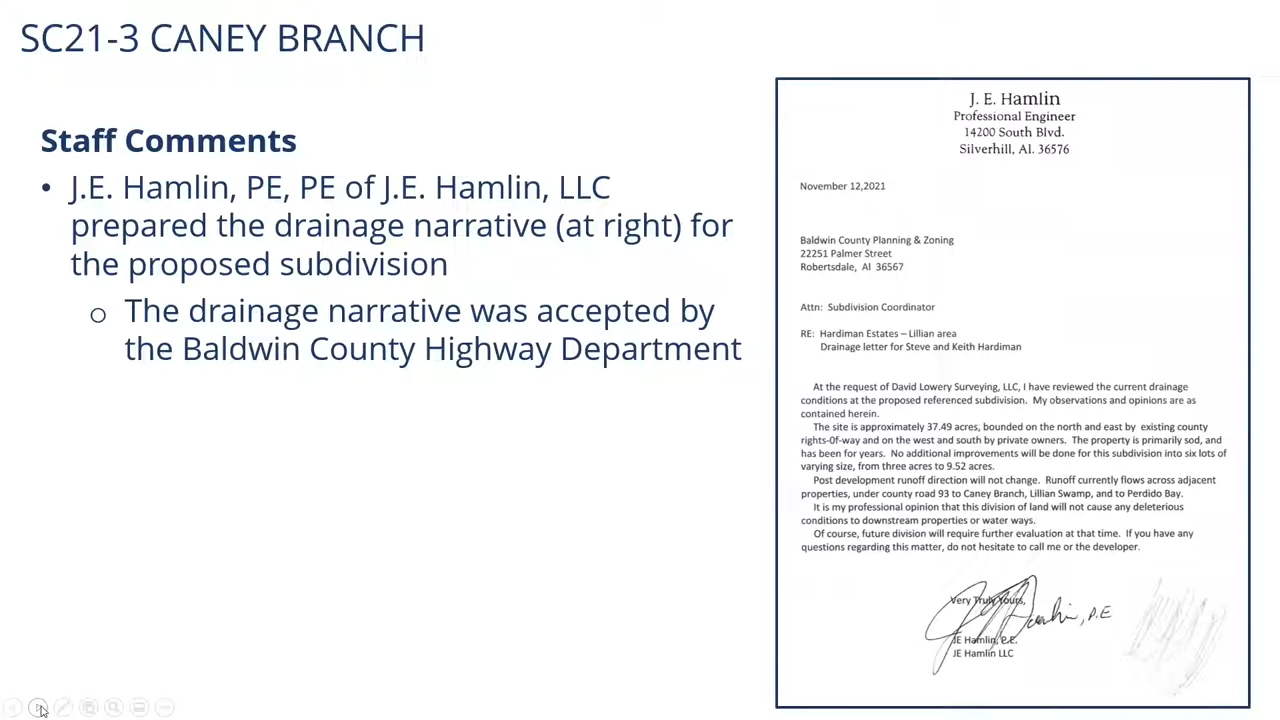 SC21-3 CANEY BRANCH
Staff Comments
• J.E. Hamlin, PE, PE of J.E. Hamlin, LLC
prepared the drainage narrative (at right) for
the proposed subdivision
o The drainage narrative was accepted by
the Baldwin County Highway Department
J. E. Hamlin
Professional Engineer
14200 South Blvd.
Silverhill, Al. 36576
November 12,2021
Baldwin County Planning & Zoning
22251 Palmer Street
Robertsdale, Al 36567
Attn: Subdivision Coordinator
RE: Hardiman Estates – Lillian area
Drainage letter for Steve and Keith Hardiman
At the request of David Lowery Surveying, LLC, I have reviewed the current drainage
conditions at the proposed referenced subdivision. My observations and opinions are as
contained herein.
The site is approximately 37.49 acres, bounded on the north and east by existing county
rights-0f-way and on the west and south by private owners. The property is primarily sod, and
has been for years. No additional improvements will be done for this subdivision into six lots of
varying size, from three acres to 9.52 acres.
Post development runoff direction will not change. Runoff currently flows across adjacent
properties, under county road 93 to Caney Branch, Lillian Swamp, and to Perdido Bay.
It is my professional opinion that this division of land will not cause any deleterious
conditions to downstream properties or water ways.
Of course, future division will require further evaluation at that time. If you have any
questions regarding this matter, do not hesitate to call me or the developer.
Very Truly Yours,
Hamlin, P.E
JE Hamlin, P.E.
JE Hamlin LLC